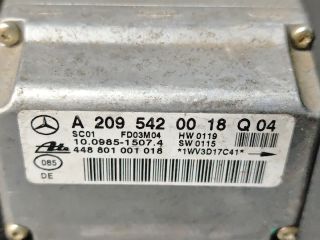 A 209 542 00 18 Q 04
SC01 FD03M04 HW 0119
10.0985-1507.4 SW 0115
Ate 448 801 001 018 *1WV3D17C41*
085
DE